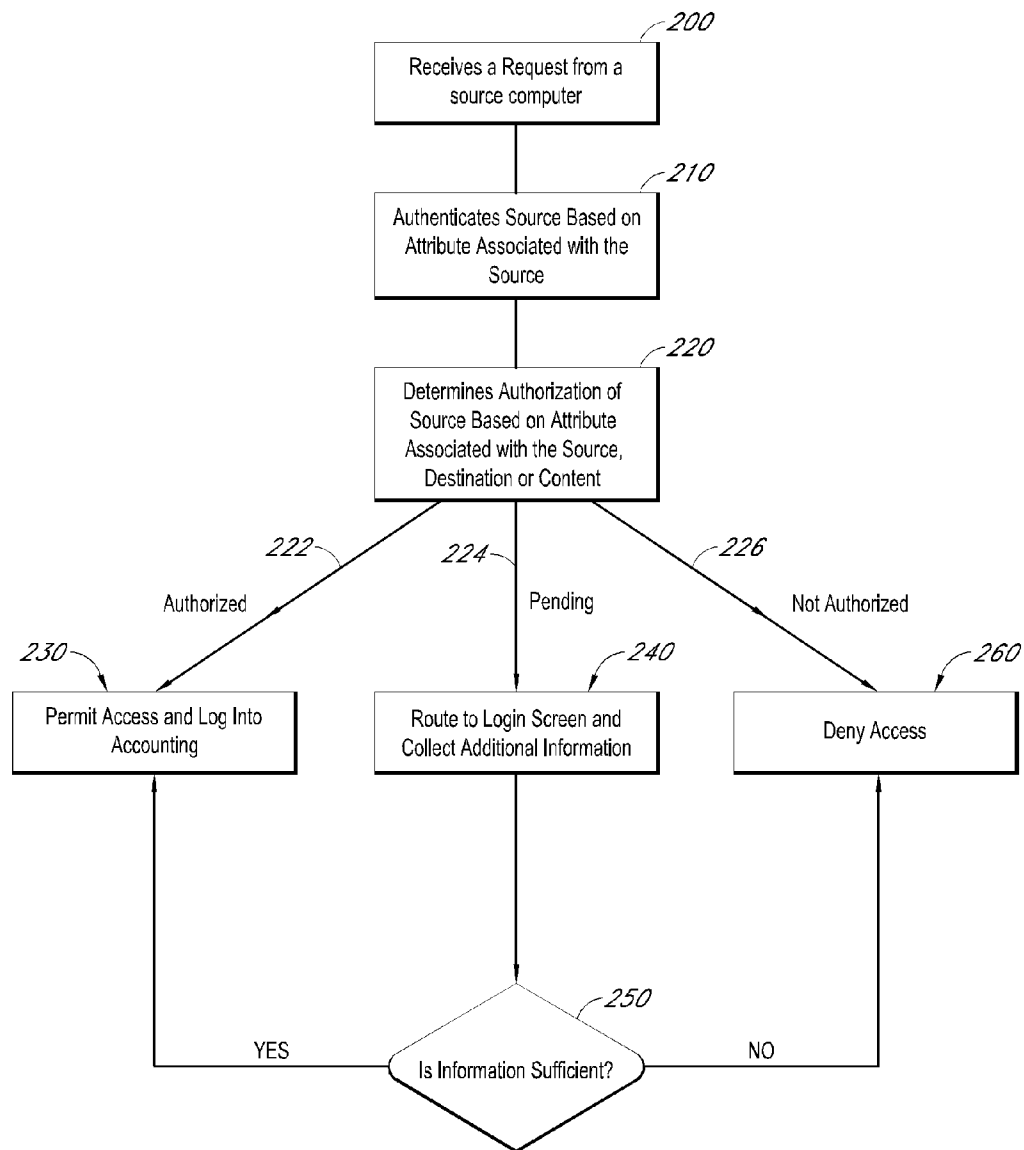 200
Receives a Request from a
source computer
210
Authenticates Source Based on
Attribute Associated with the
Source
220
Determines Authorization of
Source Based on Attribute
Associated with the Source,
Destination or Content
222
224
226
Authorized
Pending
Not Authorized
230
240
260
Permit Access and Log Into
Accounting
Route to Login Screen and
Collect Additional Information
Deny Access
250
YES
Is Information Sufficient?
NO